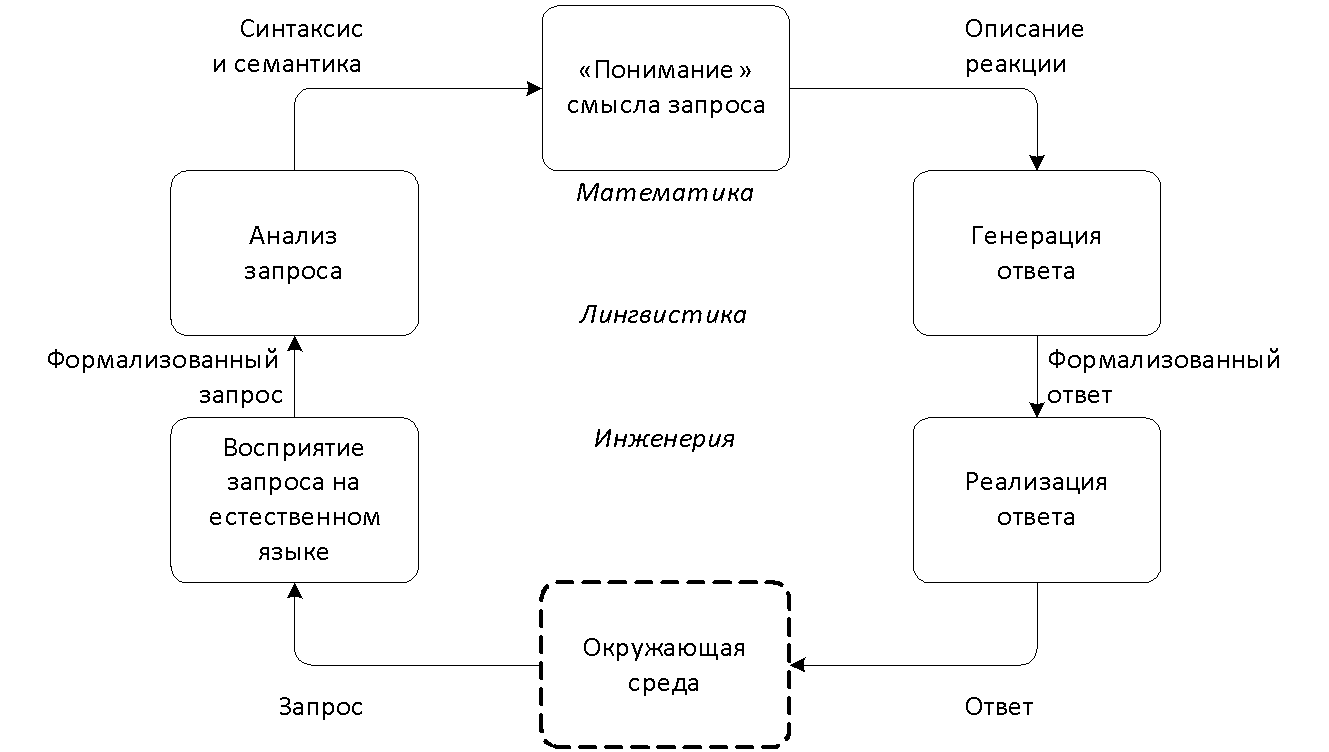 Синтаксис
и семантика
«Понимание»
смысла запроса
Описание
реакции
Математика
Анализ
запроса
Генерация
ответа
Лингвистика
Формализованный
запрос
Формализованный
ответ
Инженерия
Восприятие
запроса на
естественном
языке
Реализация
ответа
Окружающая
среда
Запрос
Ответ